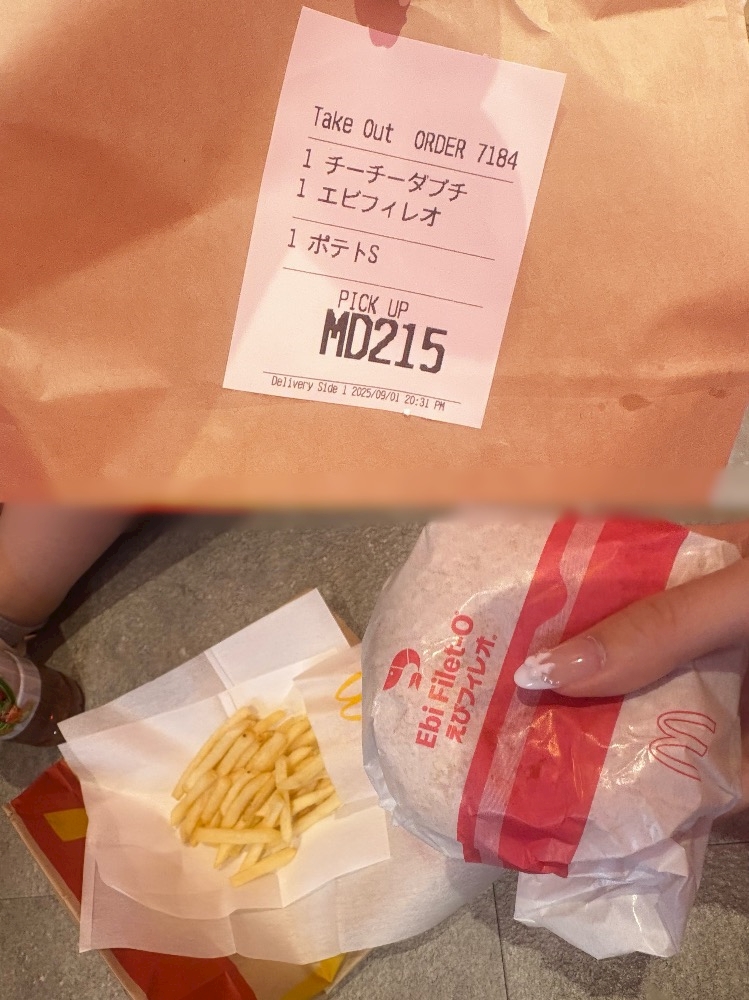 Take Out ORDER 7184
1 チーチーダブチ
1 エビフィレオ
1 ポテトS
PICK UP
MD215
Delivery Side 1 2025/09/01 20:31 PM
Ebi Filet-O®
えびフィレオ®